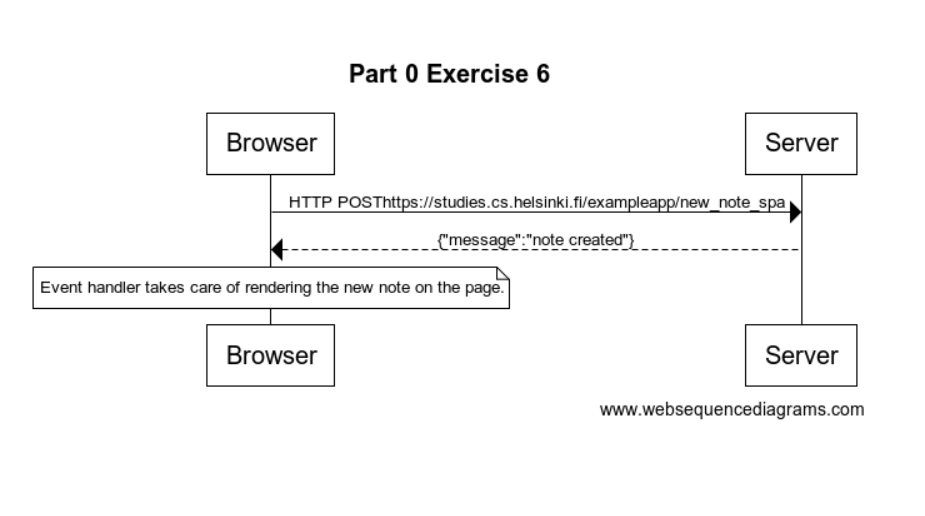 Part 0 Exercise 6
Browser
Server
HTTP POSThttps://studies.cs.helsinki.fi/exampleapp/new_note_spa
{"message":"note created"}
Event handler takes care of rendering the new note on the page.
Browser
Server
www.websequencediagrams.com